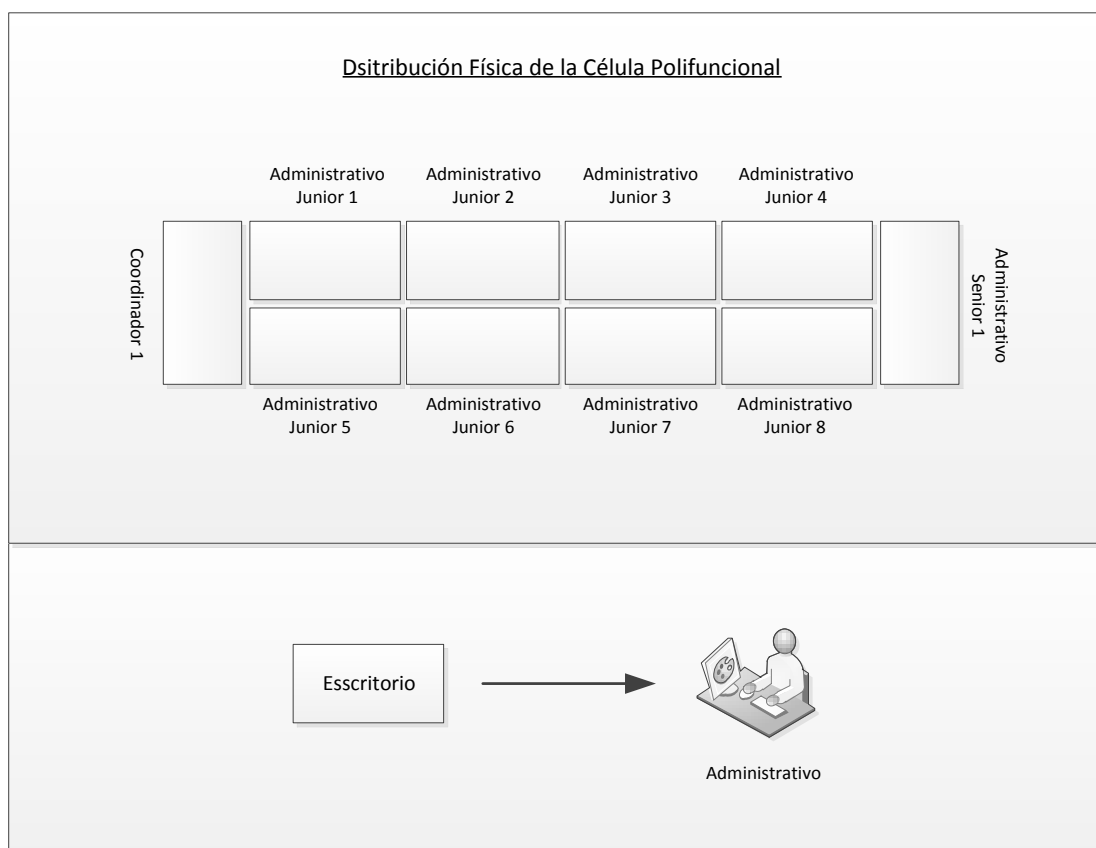 Dsitribución Física de la Célula Polifuncional
Administrativo
Junior 1
Administrativo
Junior 2
Administrativo
Junior 3
Administrativo
Junior 4
Coordinador 1
Administrativo
Senior 1
Administrativo
Junior 5
Administrativo
Junior 6
Administrativo
Junior 7
Administrativo
Junior 8
Esscritorio
Administrativo